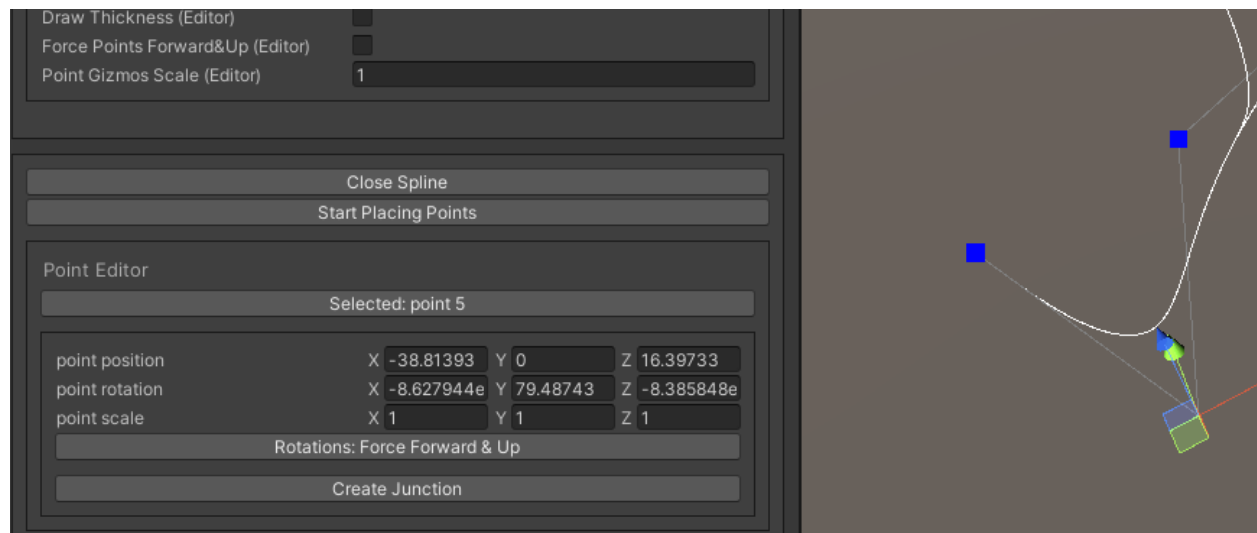 Draw Thickness (Editor)
Force Points Forward&Up (Editor)
Point Gizmos Scale (Editor) 1
Close Spline
Start Placing Points
Point Editor
Selected: point 5
point position X -38.81393 Y 0 Z 16.39733
point rotation X -8.627944e Y 79.48743 Z -8.385848e
point scale X 1 Y 1 Z 1
Rotations: Force Forward & Up
Create Junction